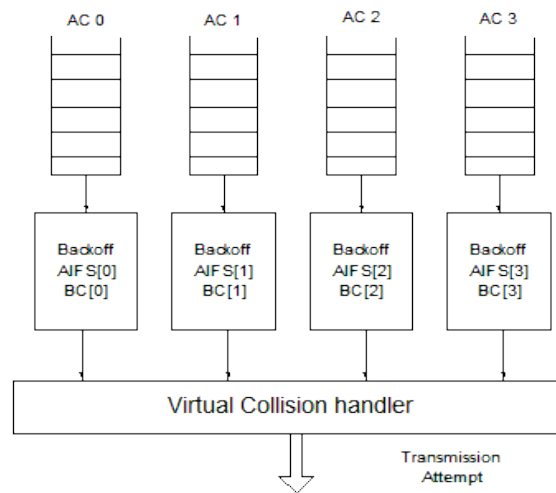 AC 0
AC 1
AC 2
AC 3
Backoff
AIFS[0]
BC[0]
Backoff
AIFS[1]
BC[1]
Backoff
AIFS[2]
BC[2]
Backoff
AIFS[3]
BC[3]
Virtual Collision handler
Transmission
Attempt